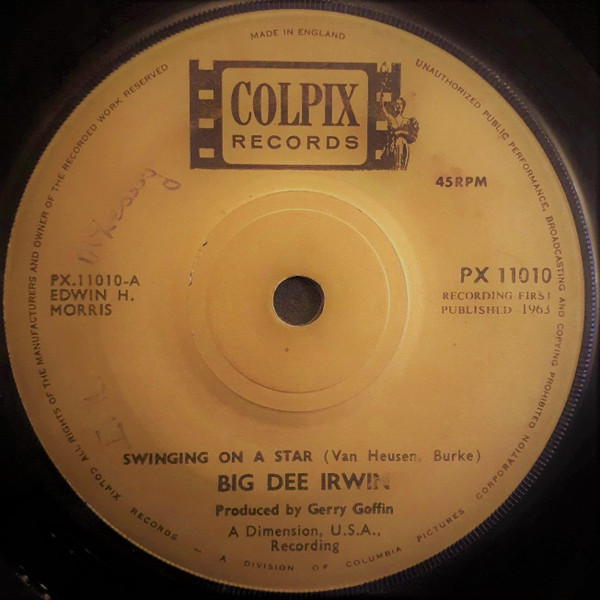 MADE IN ENGLAND
ALL RIGHTS OF THE MANUFACTURERS AND OWNER OF THE RECORDED WORK RESERVED
UNAUTHORIZED PUBLIC PERFORMANCE, BROADCASTING AND COPYING PROHIBITED
COLPIX
RECORDS
45RPM
PX.11010-A
EDWIN H.
MORRIS
PX 11010
RECORDING FIRST
PUBLISHED 1963
SWINGING ON A STAR (Van Heusen, Burke)
BIG DEE IRWIN
Produced by Gerry Goffin
A Dimension, U.S.A.,
Recording
COLPIX RECORDS — A DIVISION OF COLUMBIA PICTURES CORPORATION